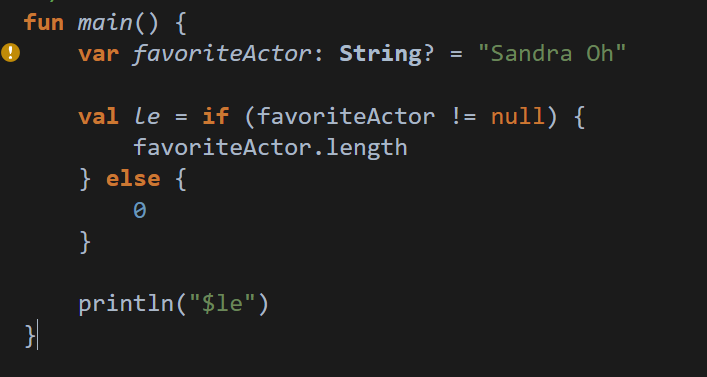 fun main() {
    var favoriteActor: String? = "Sandra Oh"
    val le = if (favoriteActor != null) {
        favoriteActor.length
    } else {
        0
    }
    println("$le")
}